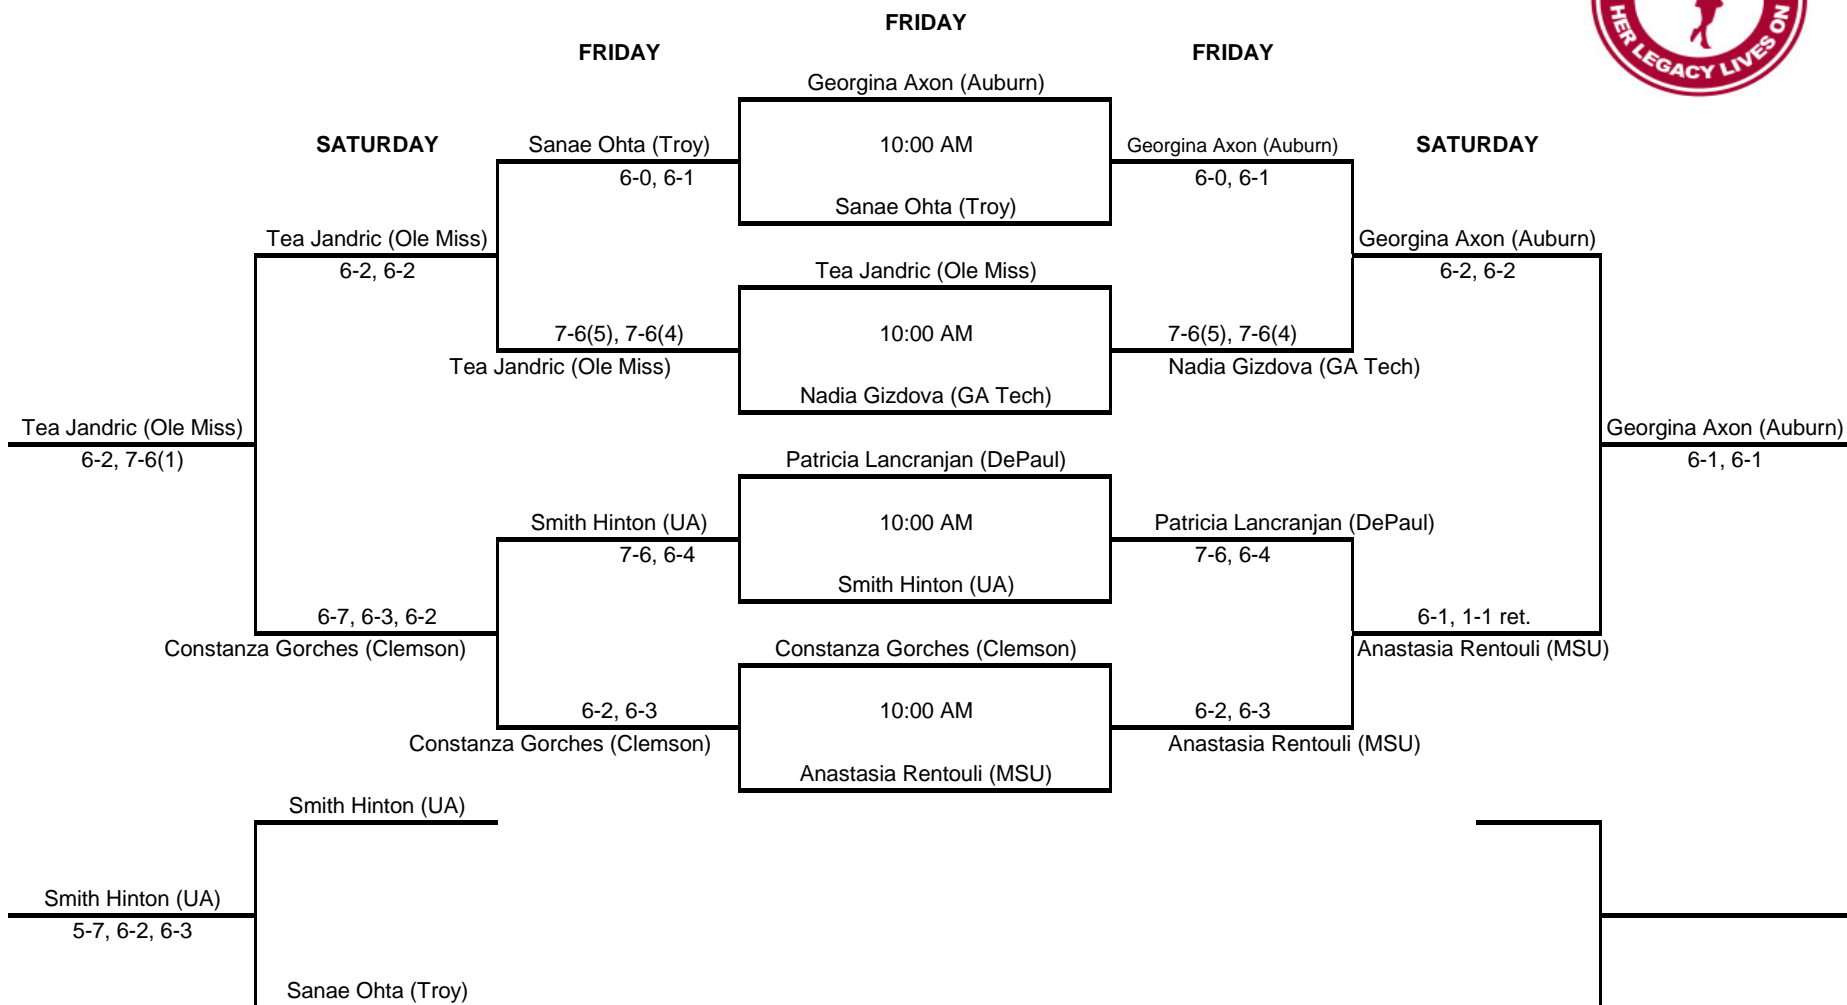 FRIDAY
FRIDAY
FRIDAY
HER LEGACY LIVES ON
Georgina Axon (Auburn)
SATURDAY
Sanae Ohta (Troy)
10:00 AM
Georgina Axon (Auburn)
SATURDAY
6-0, 6-1
6-0, 6-1
Sanae Ohta (Troy)
Tea Jandric (Ole Miss)
Georgina Axon (Auburn)
6-2, 6-2
Tea Jandric (Ole Miss)
6-2, 6-2
7-6(5), 7-6(4)
10:00 AM
7-6(5), 7-6(4)
Tea Jandric (Ole Miss)
Nadia Gizdova (GA Tech)
Nadia Gizdova (GA Tech)
Tea Jandric (Ole Miss)
Georgina Axon (Auburn)
6-2, 7-6(1)
Patricia Lancranjan (DePaul)
6-1, 6-1
Smith Hinton (UA)
10:00 AM
Patricia Lancranjan (DePaul)
7-6, 6-4
7-6, 6-4
Smith Hinton (UA)
6-7, 6-3, 6-2
6-1, 1-1 ret.
Constanza Gorches (Clemson)
Constanza Gorches (Clemson)
Anastasia Rentouli (MSU)
6-2, 6-3
10:00 AM
6-2, 6-3
Constanza Gorches (Clemson)
Anastasia Rentouli (MSU)
Anastasia Rentouli (MSU)
Smith Hinton (UA)
Smith Hinton (UA)
5-7, 6-2, 6-3
Sanae Ohta (Troy)